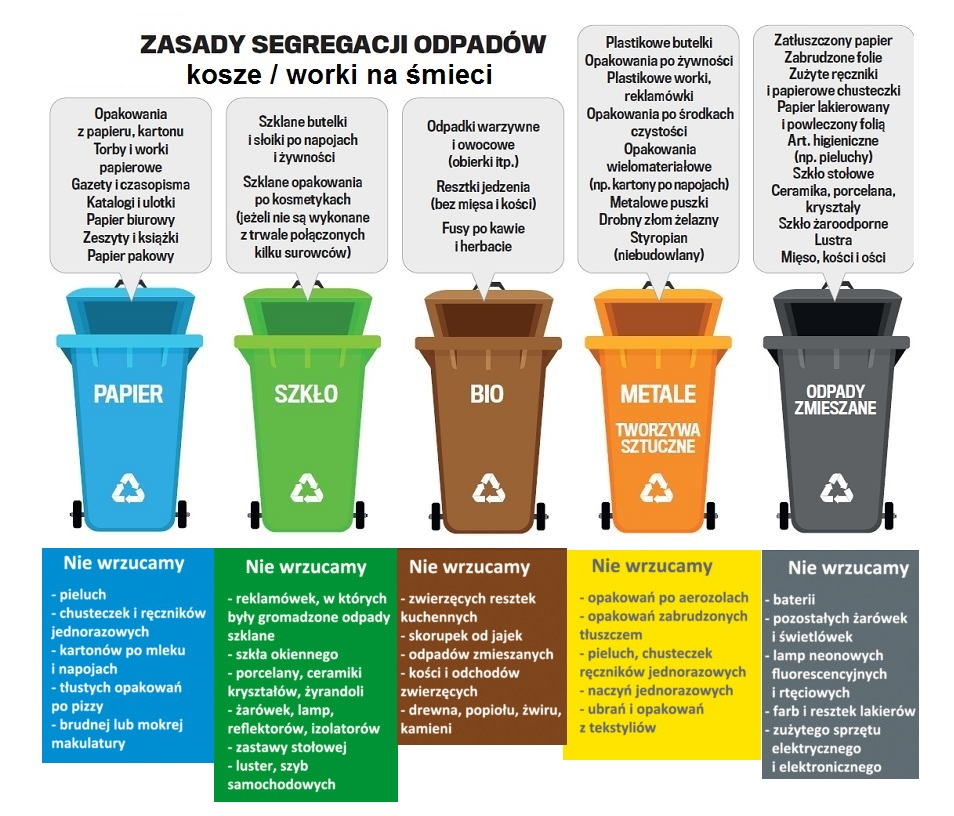 ZASADY SEGREGACJI ODPADÓW
kosze / worki na śmieci
Opakowania
z papieru, kartonu
Torby i worki
papierowe
Gazety i czasopisma
Katalogi i ulotki
Papier biurowy
Zeszyty i książki
Papier pakowy
Szklane butelki
i słoiki po napojach
i żywności
Szklane opakowania
po kosmetykach
(jeżeli nie są wykonane
z trwale połączonych
kilku surowców)
Odpadki warzywne
i owocowe
(obierki itp.)
Resztki jedzenia
(bez mięsa i kości)
Fusy po kawie
i herbacie
Plastikowe butelki
Opakowania po żywności
Plastikowe worki,
reklamówki
Opakowania po środkach
czystości
Opakowania
wielomateriałowe
(np. kartony po napojach)
Metalowe puszki
Drobny złom żelazny
Styropian
(niebudowlany)
Zatłuszczony papier
Zabrudzone folie
Zużyte ręczniki
i papierowe chusteczki
Papier lakierowany
i powleczony folią
Art. higieniczne
(np. pieluchy)
Szkło stołowe
Ceramika, porcelana,
kryształy
Szkło żaroodporne
Lustra
Mięso, kości i ości
PAPIER
SZKŁO
BIO
METALE
TWORZYWA
SZTUCZNE
ODPADY
ZMIESZANE
Nie wrzucamy
- pieluch
- chusteczek i ręczników
jednorazowych
- kartonów po mleku
i napojach
- tłustych opakowań
po pizzy
- brudnej lub mokrej
makulatury
Nie wrzucamy
- reklamówek, w których
były gromadzone odpady
szklane
- szkła okiennego
- porcelany, ceramiki
kryształów, żyrandoli
- żarówek, lamp,
reflektorów, izolatorów
- zastawy stołowej
- luster, szyb
samochodowych
Nie wrzucamy
- zwierzęcych resztek
kuchennych
- skorupek od jajek
- odpadów zmieszanych
- kości i odchodów
zwierzęcych
- drewna, popiołu, żwiru,
kamieni
Nie wrzucamy
- opakowań po aerozolach
- opakowań zabrudzonych
tłuszczem
- pieluch, chusteczek
ręczników jednorazowych
- naczyń jednorazowych
- ubrań i opakowań
z tekstyliów
Nie wrzucamy
- baterii
- pozostałych żarówek
i świetlówek
- lamp neonowych
fluorescencyjnych
i rtęciowych
- farb i resztek lakierów
- zużytego sprzętu
elektrycznego
i elektronicznego